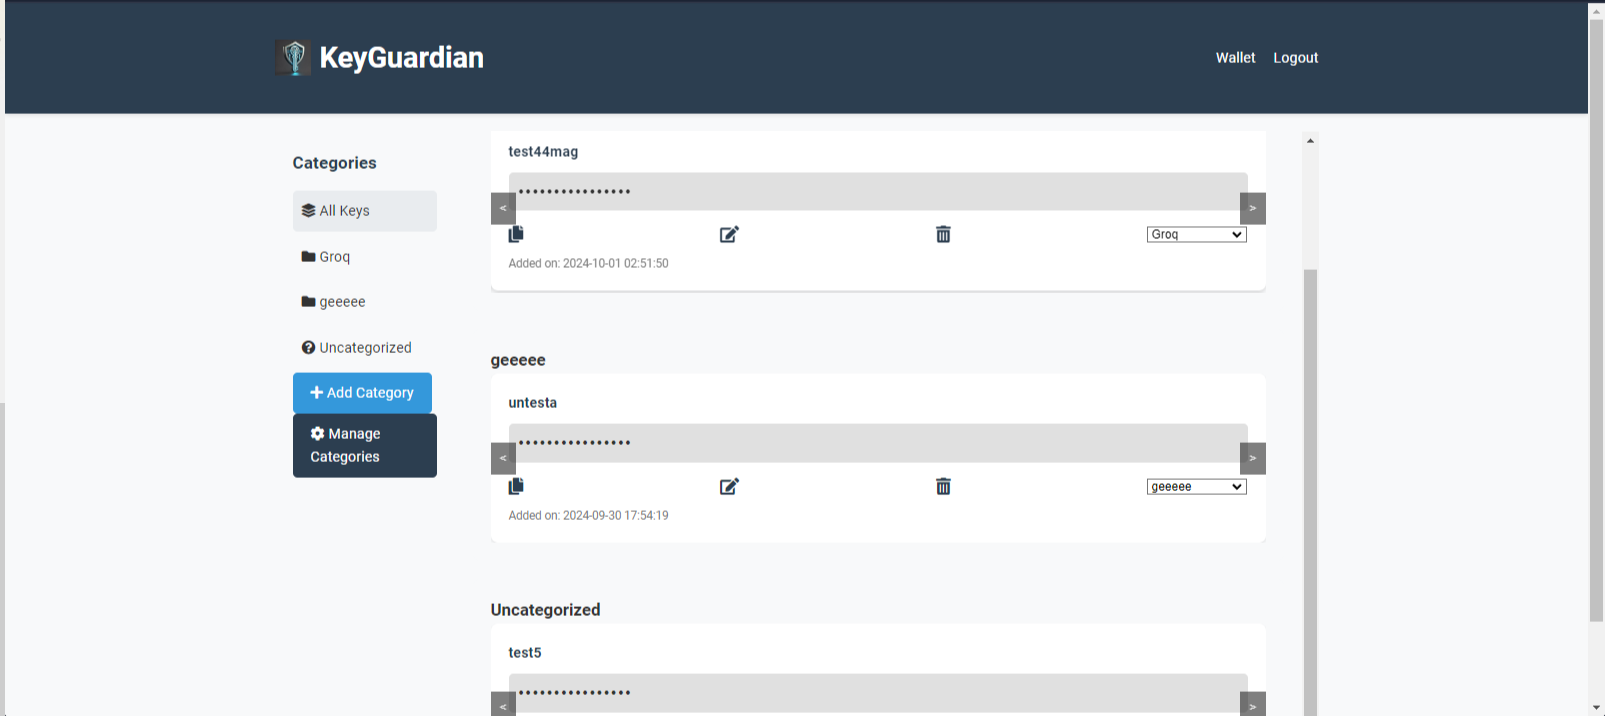 KeyGuardian
Wallet
Logout
Categories
All Keys
Groq
geeeee
Uncategorized
+ Add Category
Manage
Categories
test44mag
••••••••••••••••
<
>
Groq
Added on: 2024-10-01 02:51:50
geeeee
untesta
••••••••••••••••
<
>
geeeee
Added on: 2024-09-30 17:54:19
Uncategorized
test5
••••••••••••••••
<
>